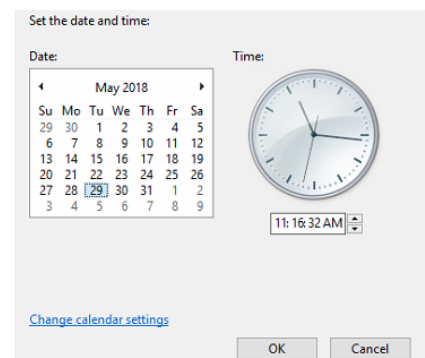 Set the date and time:
Date:
Time:
May 2018
Su Mo Tu We Th Fr Sa
29 30 1 2 3 4 5
6 7 8 9 10 11 12
13 14 15 16 17 18 19
20 21 22 23 24 25 26
27 28 29 30 31 1 2
3 4 5 6 7 8 9
11:16:32 AM
Change calendar settings
OK Cancel